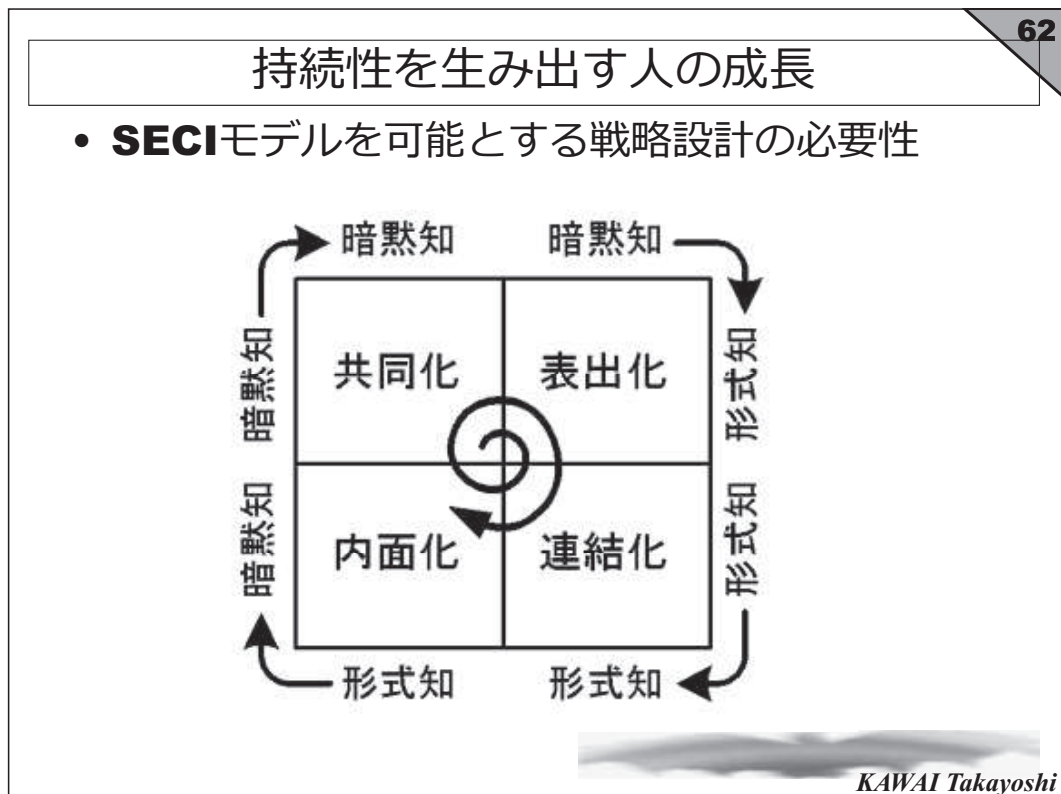 62
持続性を生み出す人の成長
• SECIモデルを可能とする戦略設計の必要性
暗黙知 暗黙知
暗黙知 共同化 表出化 形式知
暗黙知 内面化 連結化 形式知
形式知 形式知
KAWAI Takayoshi